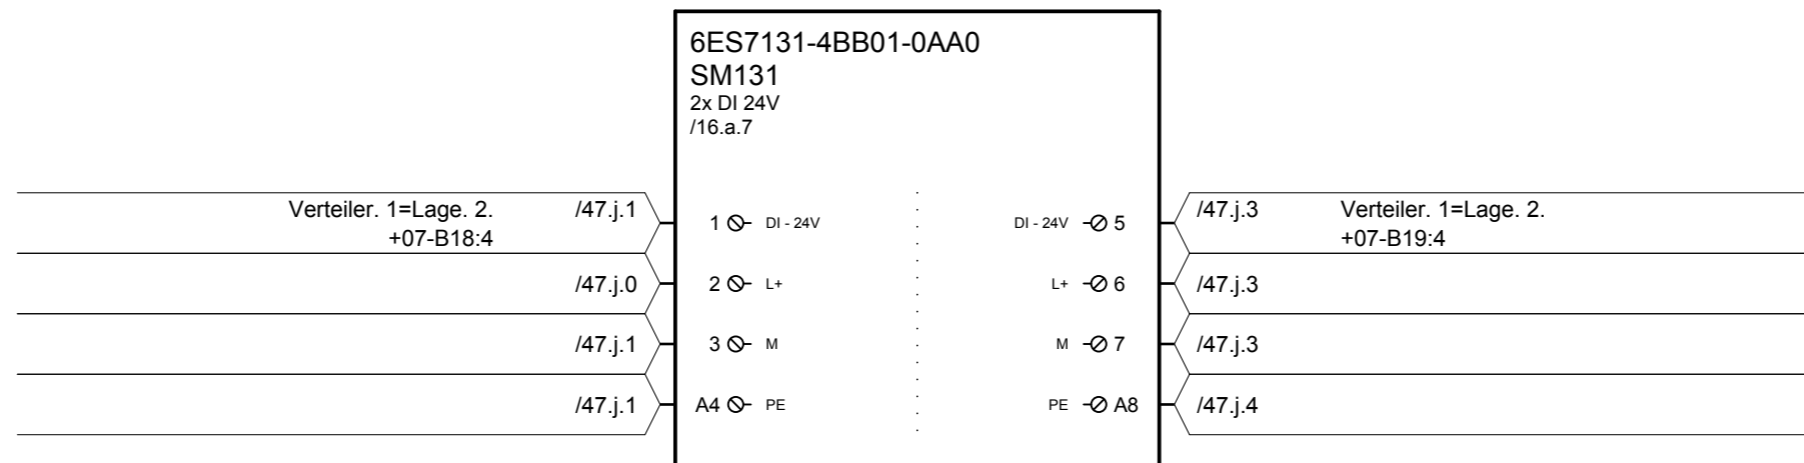 6ES7131-4BB01-0AA0
SM131
2x DI 24V
/16.a.7
Verteiler. 1=Lage. 2. /47.j.1 1 DI - 24V DI - 24V 5 /47.j.3 Verteiler. 1=Lage. 2.
+07-B18:4 +07-B19:4
/47.j.0 2 L+ L+ 6 /47.j.3
/47.j.1 3 M M 7 /47.j.3
/47.j.1 A4 PE PE A8 /47.j.4